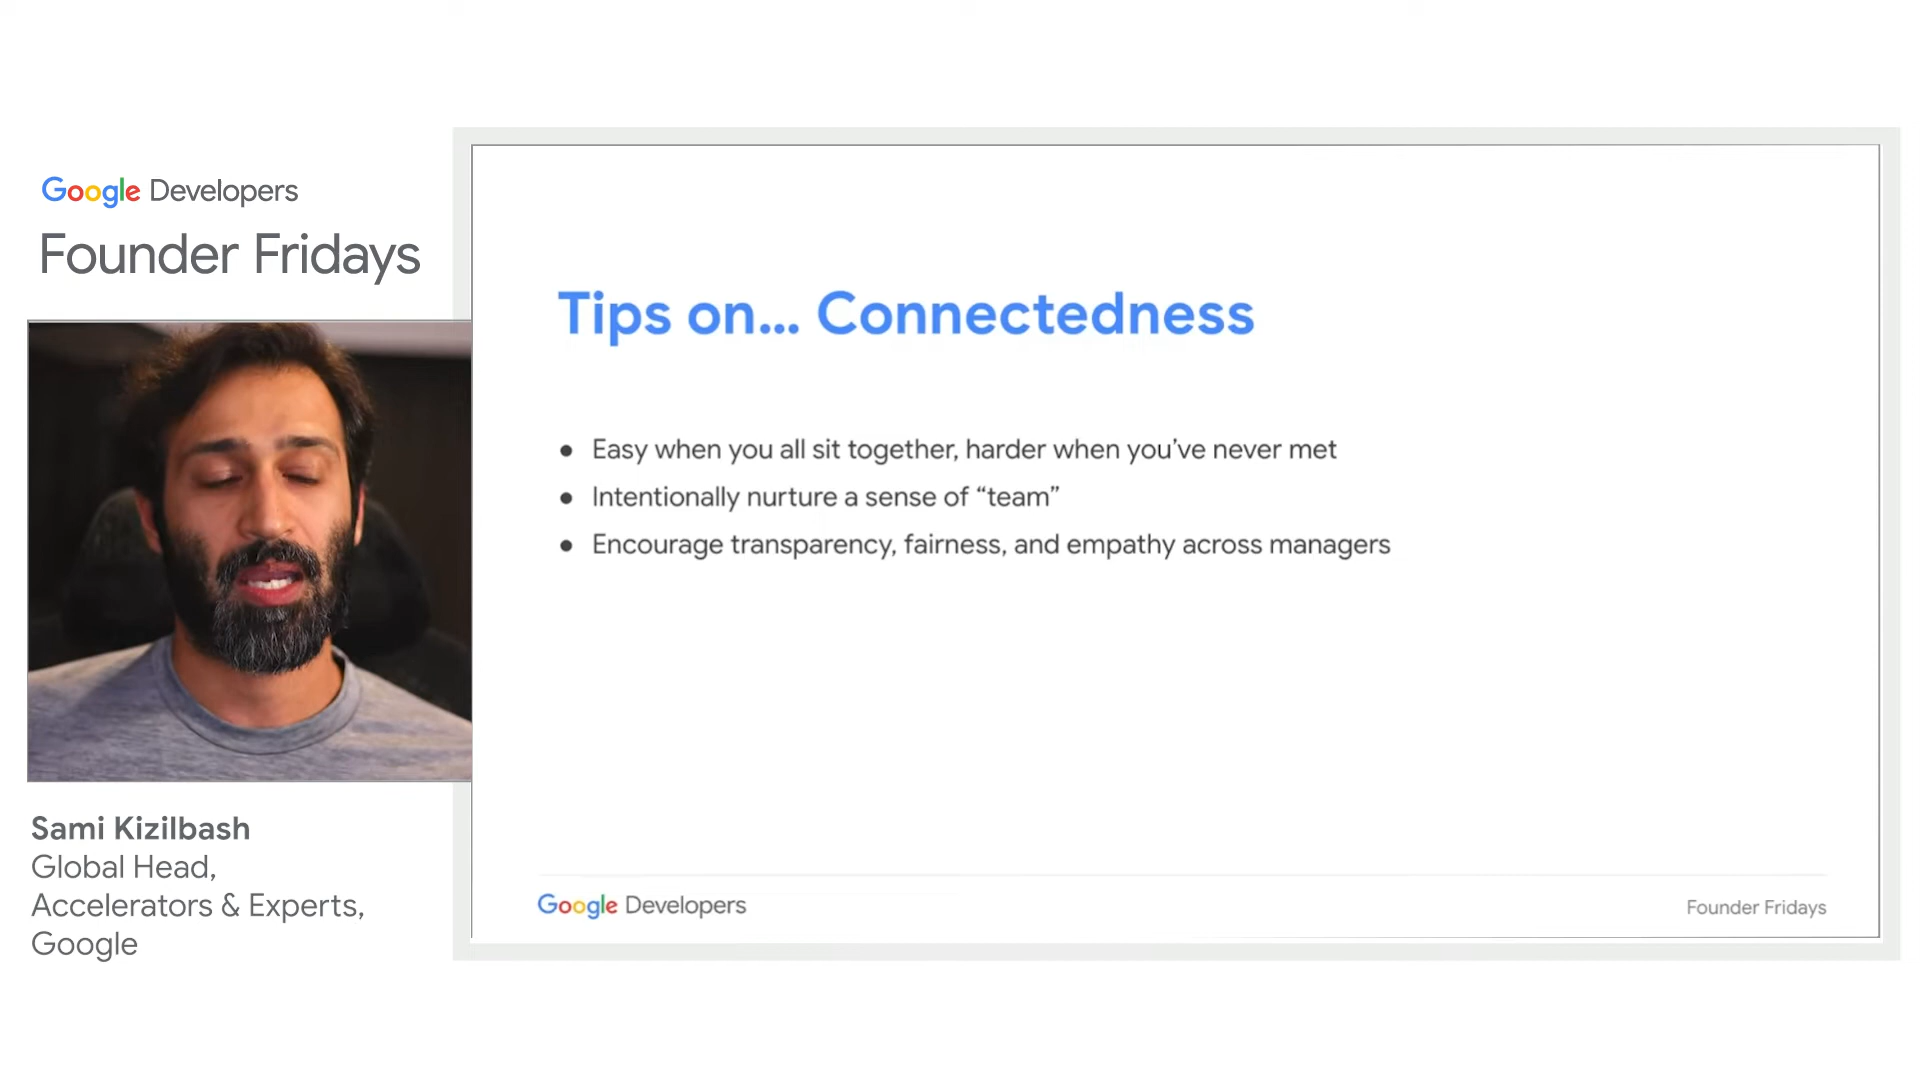 Google Developers
Founder Fridays
Sami Kizilbash
Global Head,
Accelerators & Experts,
Google
Tips on... Connectedness
● Easy when you all sit together, harder when you’ve never met
● Intentionally nurture a sense of “team”
● Encourage transparency, fairness, and empathy across managers
Google Developers
Founder Fridays